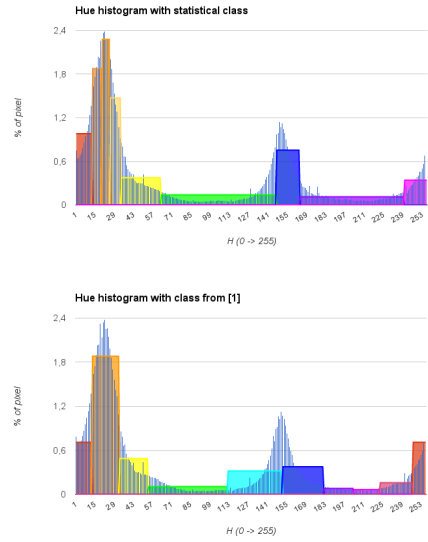 Hue histogram with statistical class
2,4
1,8
1,2
0,6
0
% of pixel
1 15 29 43 57 71 85 99 113 127 141 155 169 183 197 211 225 239 253
H (0 -> 255)
Hue histogram with class from [1]
2,4
1,8
1,2
0,6
0
% of pixel
1 15 29 43 57 71 85 99 113 127 141 155 169 183 197 211 225 239 253
H (0 -> 255)